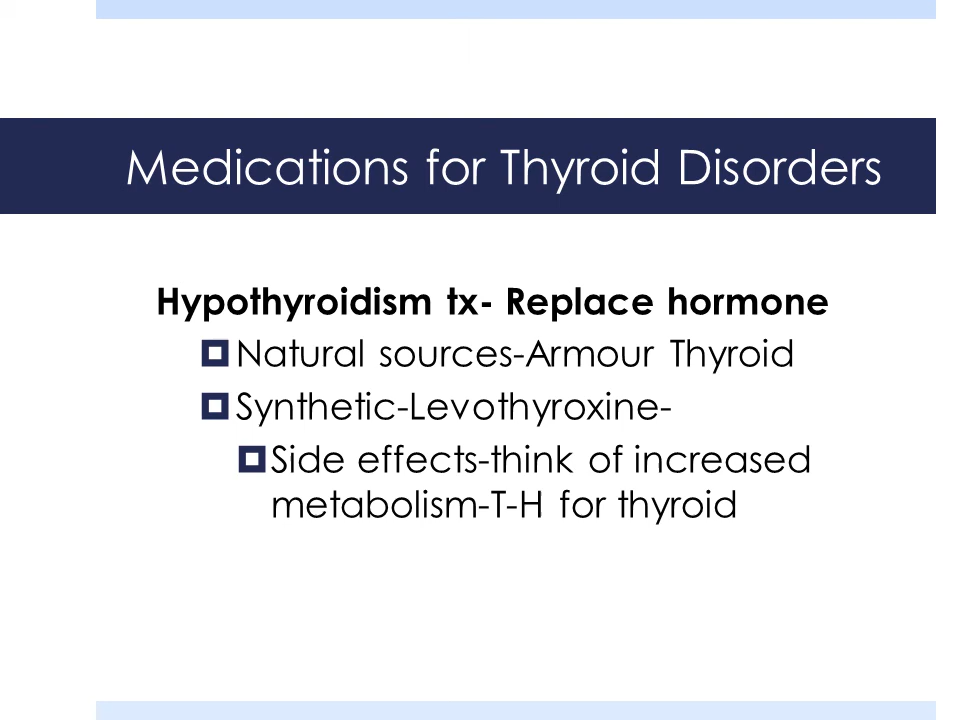 Medications for Thyroid Disorders
Hypothyroidism tx- Replace hormone
Natural sources-Armour Thyroid
Synthetic-Levothyroxine-
Side effects-think of increased
metabolism-T-H for thyroid